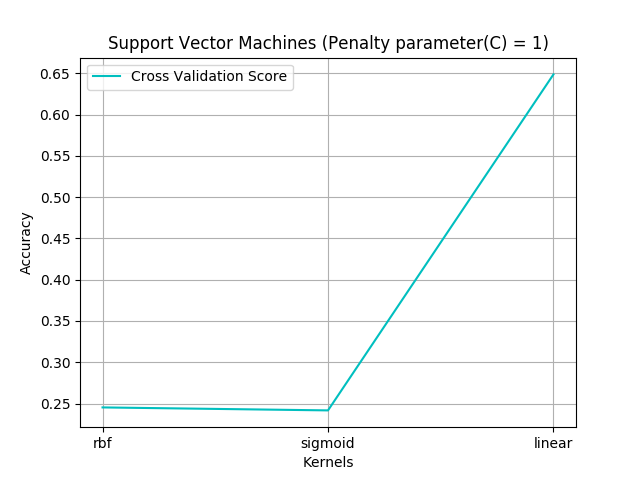 Support Vector Machines (Penalty parameter(C) = 1)
Cross Validation Score
0.65
0.60
0.55
0.50
0.45
0.40
0.35
0.30
0.25
Accuracy
rbf sigmoid linear
Kernels